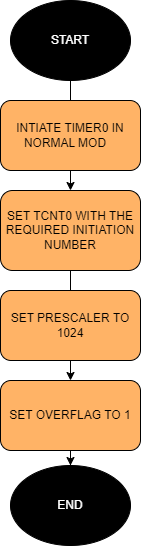 START
INTIATE TIMER0 IN
NORMAL MOD
SET TCNT0 WITH THE
REQUIRED INITIATION
NUMBER
SET PRESCALER TO
1024
SET OVERFLAG TO 1
END